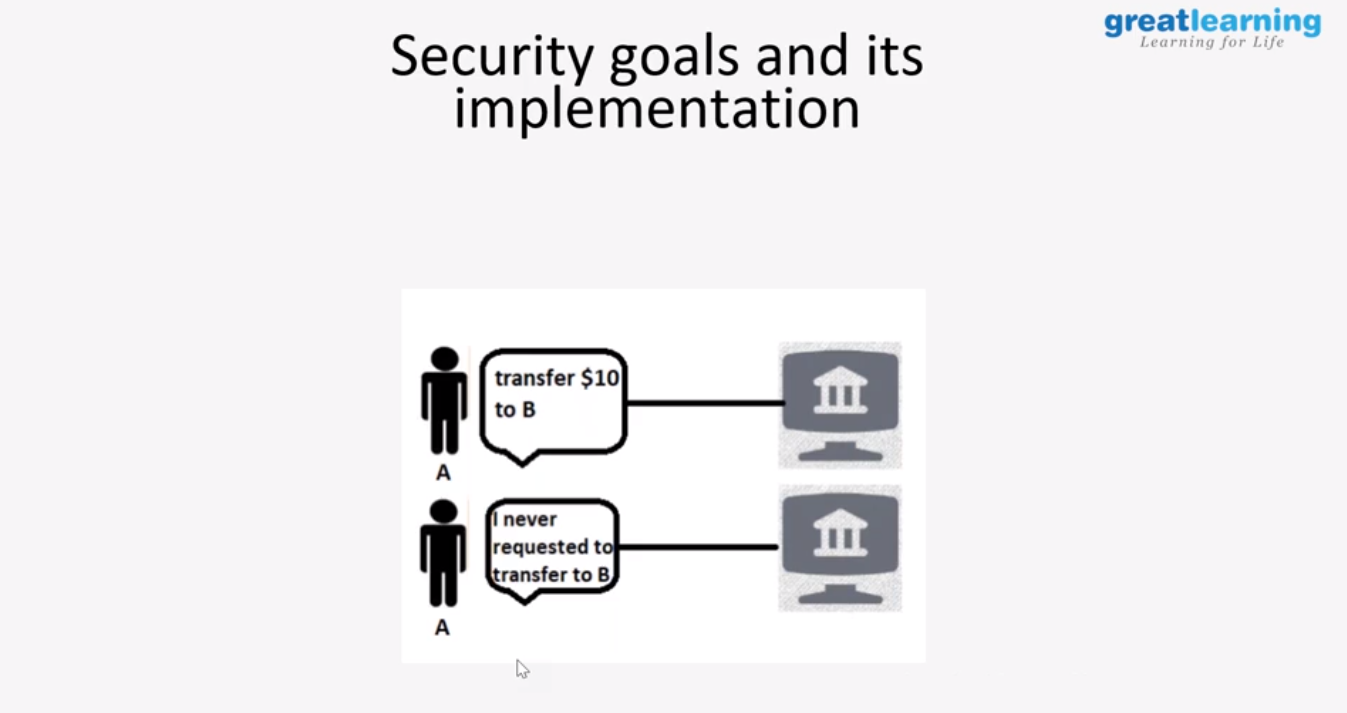 greatlearning
Learning for Life
Security goals and its
implementation
transfer $10
to B
A
I never
requested to
transfer to B
A